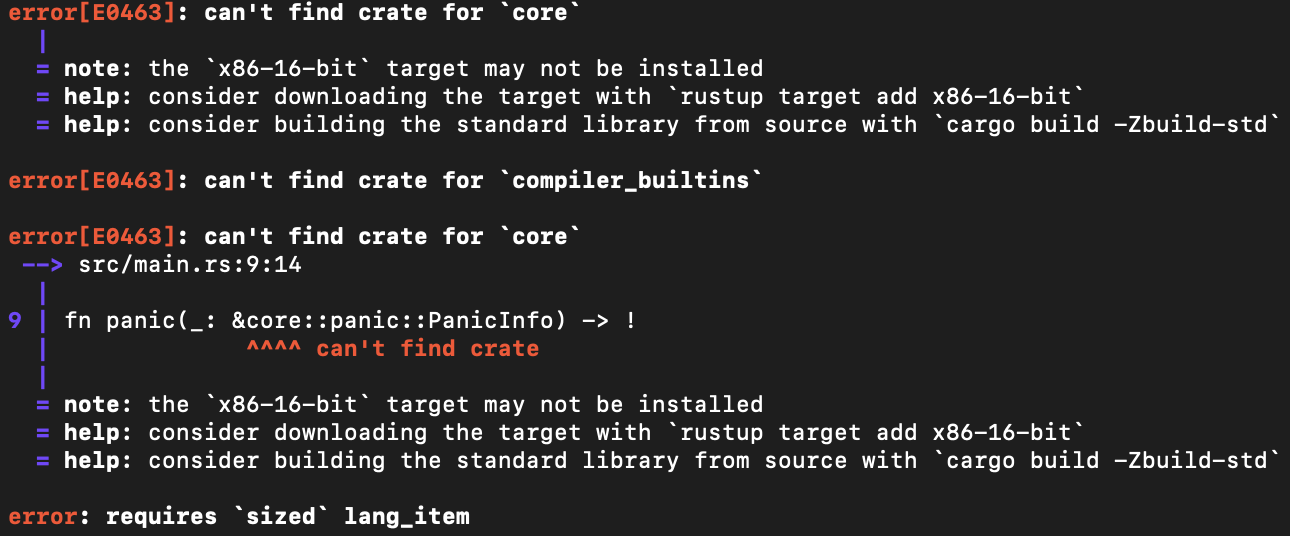 error[E0463]: can't find crate for `core`
  |
  = note: the `x86-16-bit` target may not be installed
  = help: consider downloading the target with `rustup target add x86-16-bit`
  = help: consider building the standard library from source with `cargo build -Zbuild-std`

error[E0463]: can't find crate for `compiler_builtins`

error[E0463]: can't find crate for `core`
 --> src/main.rs:9:14
  |
9 | fn panic(_: &core::panic::PanicInfo) -> !
  |              ^^^^ can't find crate
  |
  = note: the `x86-16-bit` target may not be installed
  = help: consider downloading the target with `rustup target add x86-16-bit`
  = help: consider building the standard library from source with `cargo build -Zbuild-std`

error: requires `sized` lang_item